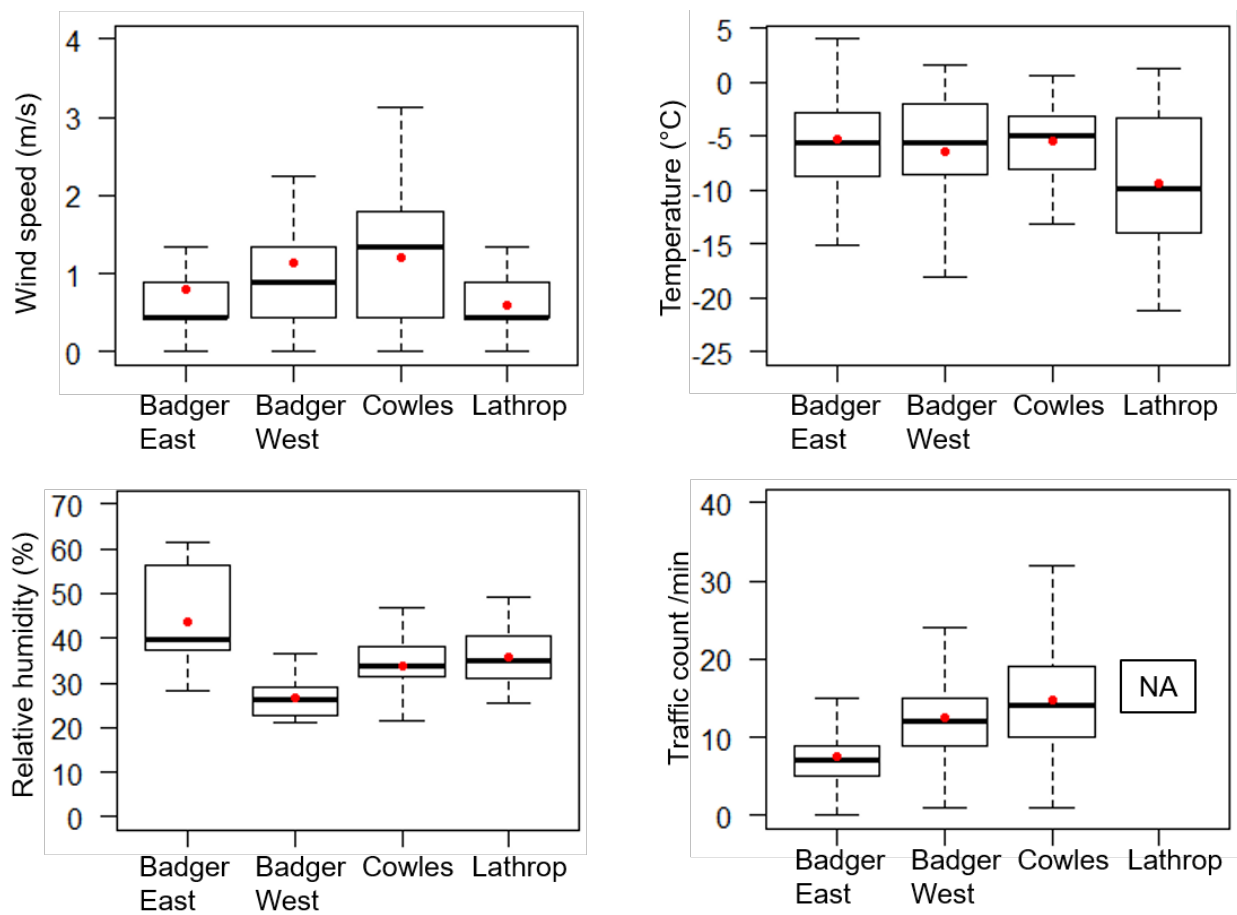 Wind speed (m/s)
4
3
2
1
0
Badger East
Badger West
Cowles
Lathrop
Temperature (°C)
5
0
-5
-10
-15
-20
-25
Badger East
Badger West
Cowles
Lathrop
Relative humidity (%)
70
60
50
40
30
20
10
0
Badger East
Badger West
Cowles
Lathrop
Traffic count /min
40
30
20
10
0
NA
Badger East
Badger West
Cowles
Lathrop